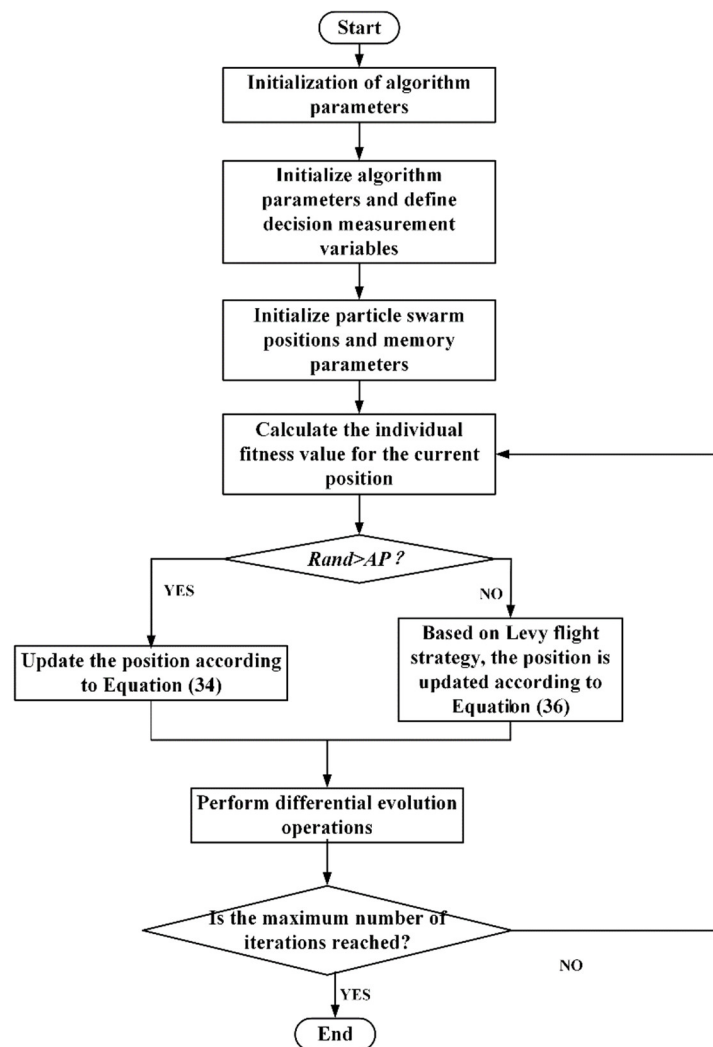 Start
Initialization of algorithm
parameters
Initialize algorithm
parameters and define
decision measurement
variables
Initialize particle swarm
positions and memory
parameters
Calculate the individual
fitness value for the current
position
Rand>AP？
YES
NO
Update the position according
to Equation (34)
Based on Levy flight
strategy, the position is
updated according to
Equation (36)
Perform differential evolution
operations
Is the maximum number of
iterations reached?
NO
YES
End